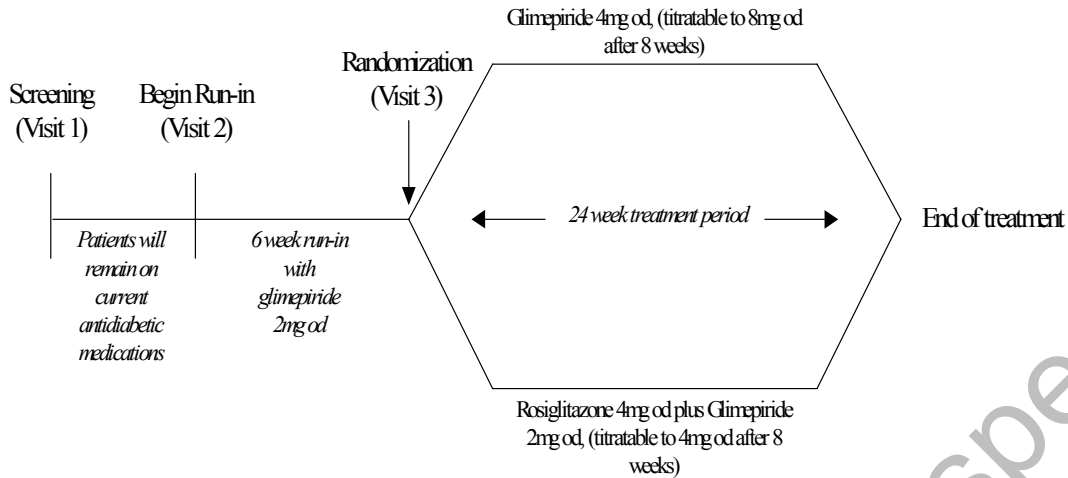 Glimepiride 4mg od, (titratable to 8mg od
after 8 weeks)
Randomization
(Visit 3)
Screening
(Visit 1)
Begin Run-in
(Visit 2)
24 week treatment period
End of treatment
Patients will
remain on
current
antidiabetic
medications
6 week run-in
with
glimepiride
2mg od
Rosiglitazone 4mg od plus Glimepiride
2mg od, (titratable to 4mg od after 8
weeks)